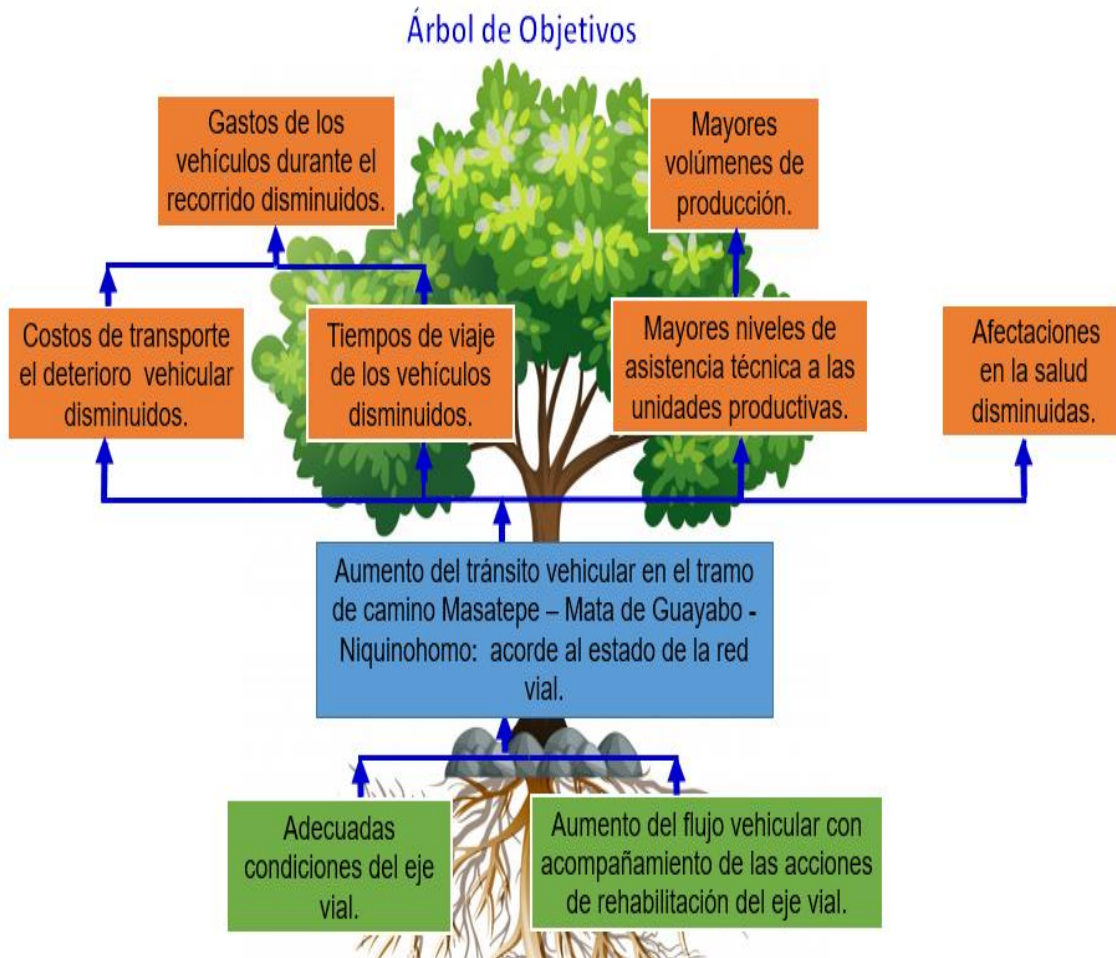 Árbol de Objetivos
Gastos de los
vehículos durante el
recorrido disminuidos.
Mayores
volúmenes de
producción.
Costos de transporte
el deterioro vehicular
disminuidos.
Tiempos de viaje
de los vehículos
disminuidos.
Mayores niveles de
asistencia técnica a las
unidades productivas.
Afectaciones
en la salud
disminuidas.
Aumento del tránsito vehicular en el tramo
de camino Masatepe – Mata de Guayabo -
Niquinohomo: acorde al estado de la red
vial.
Adecuadas
condiciones del eje
vial.
Aumento del flujo vehicular con
acompañamiento de las acciones
de rehabilitación del eje vial.